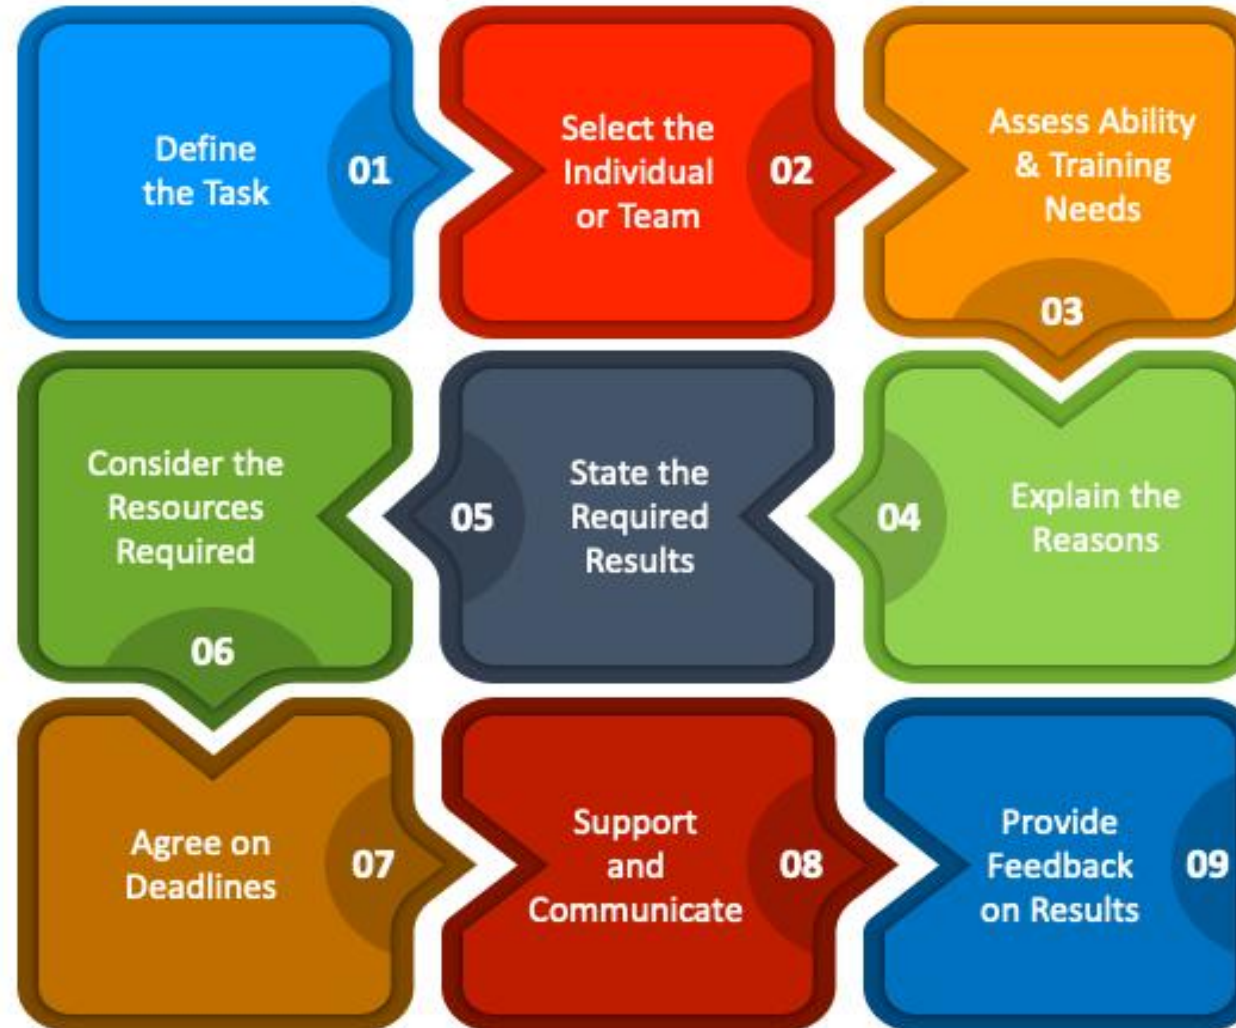 Define
the Task
01
Select the
Individual
or Team
02
Assess Ability
& Training
Needs
03
Explain the
Reasons
04
State the
Required
Results
05
Consider the
Resources
Required
06
Agree on
Deadlines
07
Support
and
Communicate
08
Provide
Feedback
on Results
09